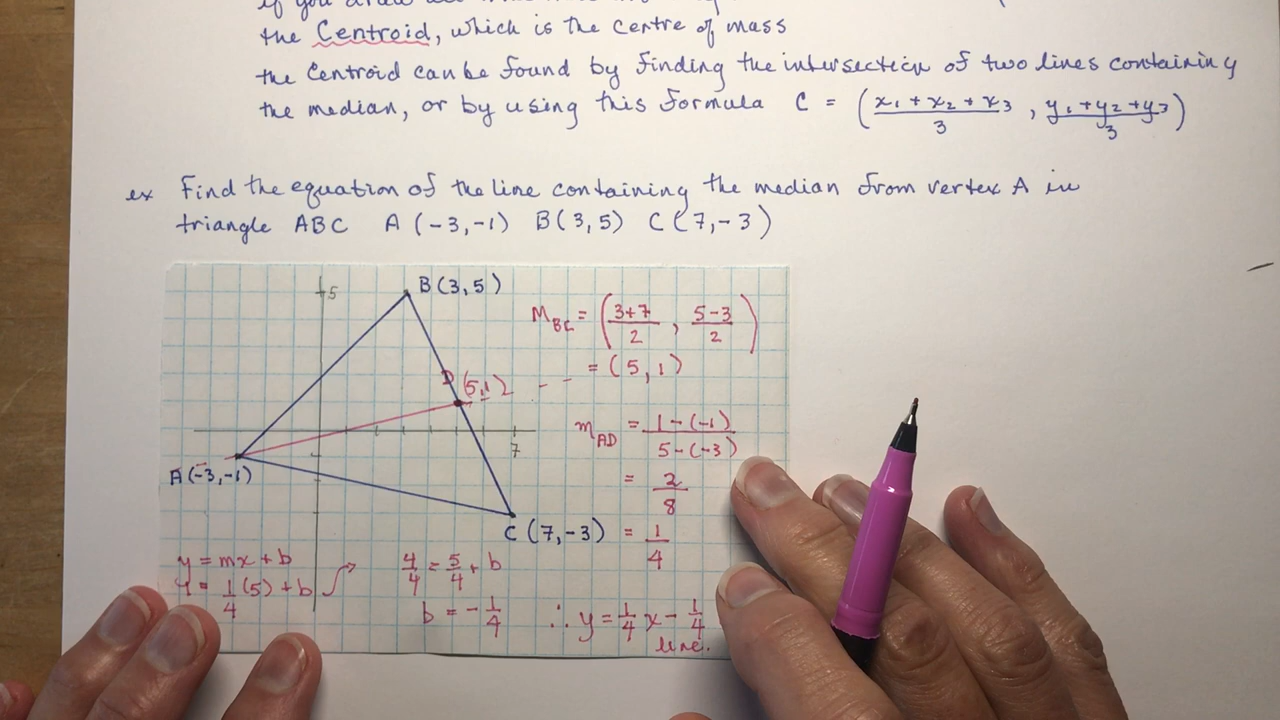 if you draw all
the Centroid, which is the centre of mass
the centroid can be found by finding the intersection of two lines containing
the median, or by using this formula C = (x₁ + x₂ + x₃ / 3 , y₁ + y₂ + y₃ / 3)
ex Find the equation of the line containing the median from vertex A in
triangle ABC A (-3,-1) B(3,5) C(7,-3)
5
B(3,5)
M_BC = (3+7 / 2 , 5-3 / 2)
= (5,1)
D(5,1)
m_AD = 1-(-1) / 5-(-3)
7
A(-3,-1)
= 2/8
C(7,-3)
= 1/4
y = mx + b
1 = 1/4 (5) + b
4/4 = 5/4 + b
b = -1/4
∴ y = 1/4 x - 1/4
line.